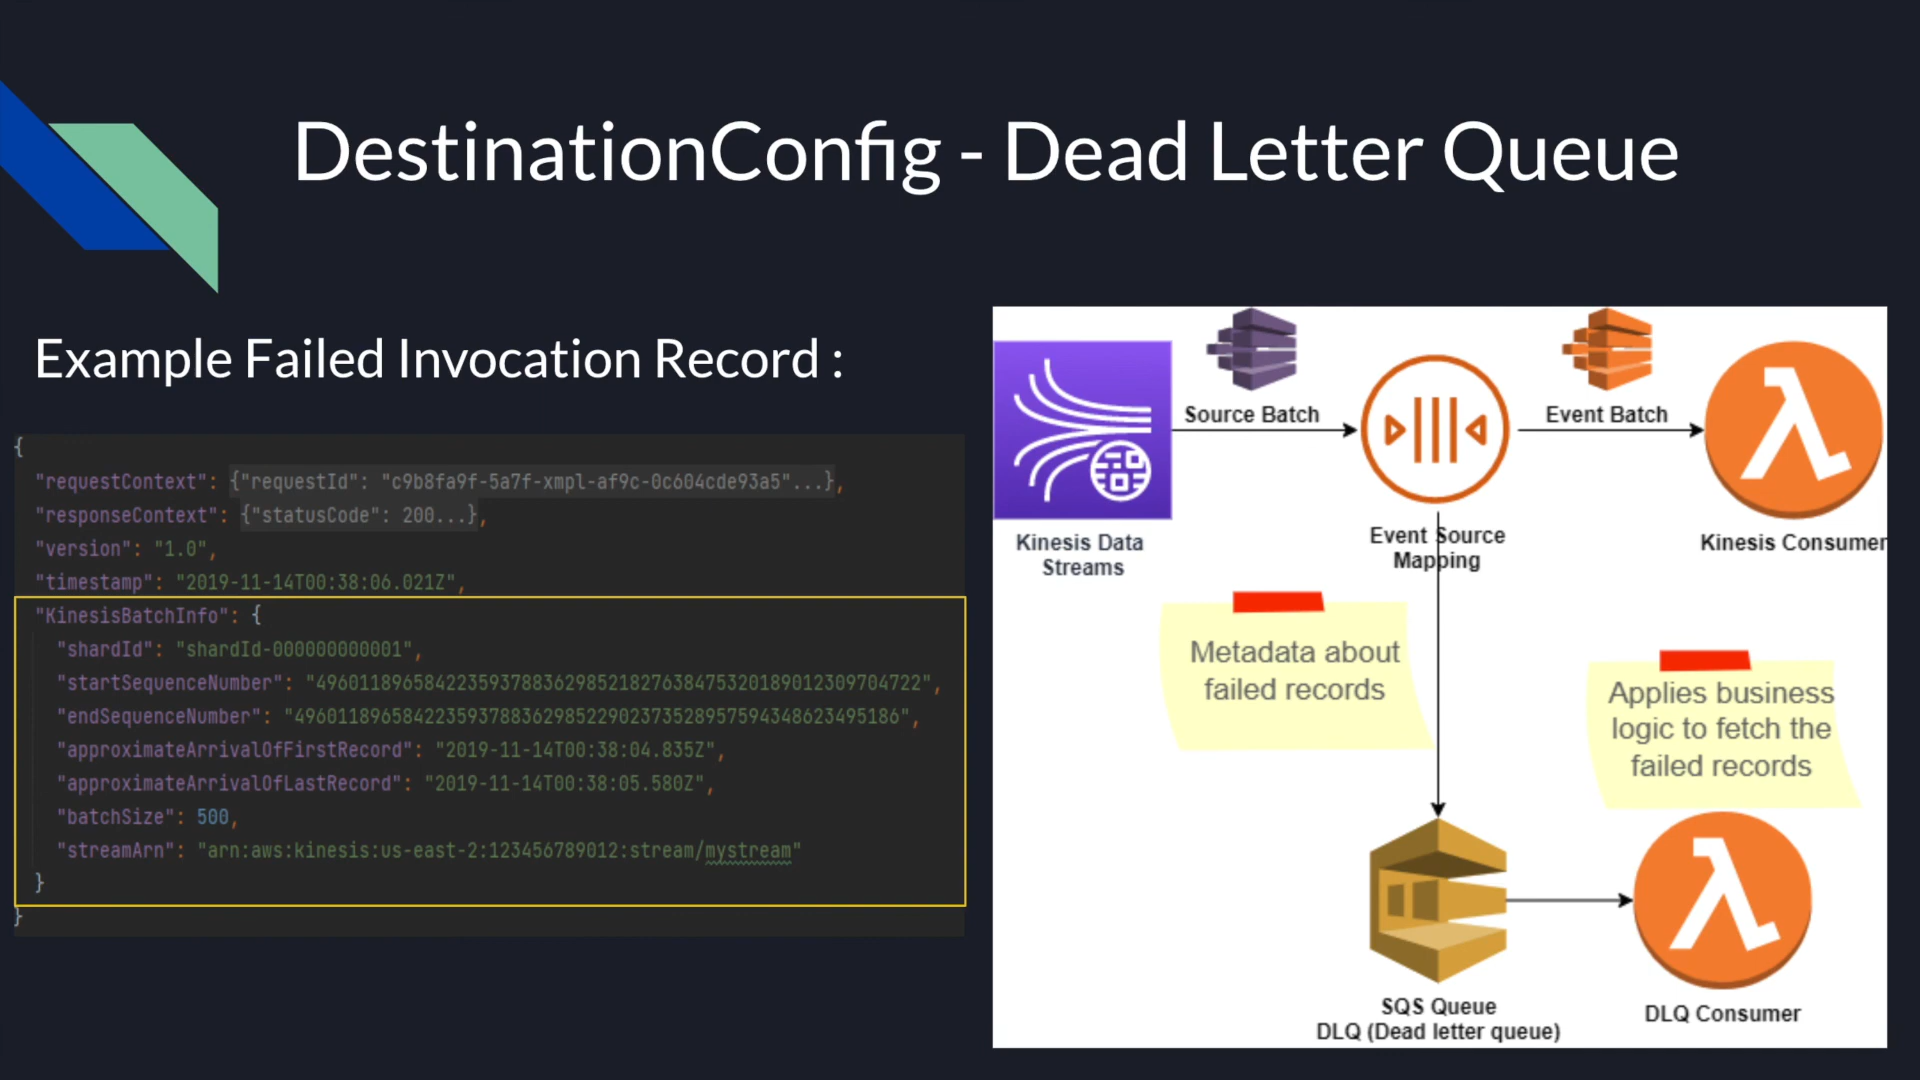 DestinationConfig - Dead Letter Queue
Example Failed Invocation Record :
{
"requestContext": {"requestId": "c9b8fa9f-5a7f-xmpl-af9c-0c604cde93a5"...},
"responseContext": {"statusCode": 200...},
"version": "1.0",
"timestamp": "2019-11-14T00:38:06.021Z",
"KinesisBatchInfo": {
"shardId": "shardId-000000000001",
"startSequenceNumber": "49601189658422359378836298521827638475320189012309704722",
"endSequenceNumber": "49601189658422359378836298522902373528957594348623495186",
"approximateArrivalOfFirstRecord": "2019-11-14T00:38:04.835Z",
"approximateArrivalOfLastRecord": "2019-11-14T00:38:05.580Z",
"batchSize": 500,
"streamArn": "arn:aws:kinesis:us-east-2:123456789012:stream/mystream"
}
}
Source Batch
Event Batch
Kinesis Data
Streams
Event Source
Mapping
Kinesis Consumer
Metadata about
failed records
Applies business
logic to fetch the
failed records
SQS Queue
DLQ (Dead letter queue)
DLQ Consumer